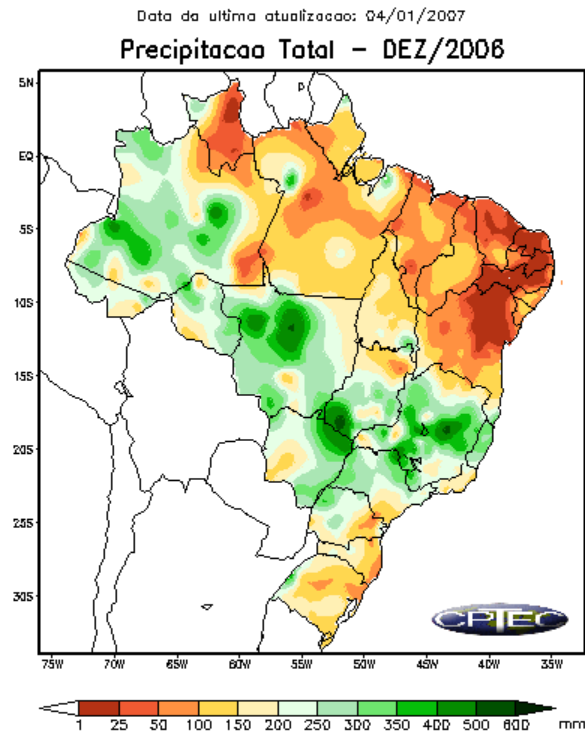 Data da ultima atualizacao: 04/01/2007
Precipitacao Total – DEZ/2006
5N
EQ
5S
10S
15S
20S
25S
30S
75W 70W 65W 60W 55W 50W 45W 40W 35W
CPTEC
1 25 50 100 150 200 250 300 350 400 500 600 mm